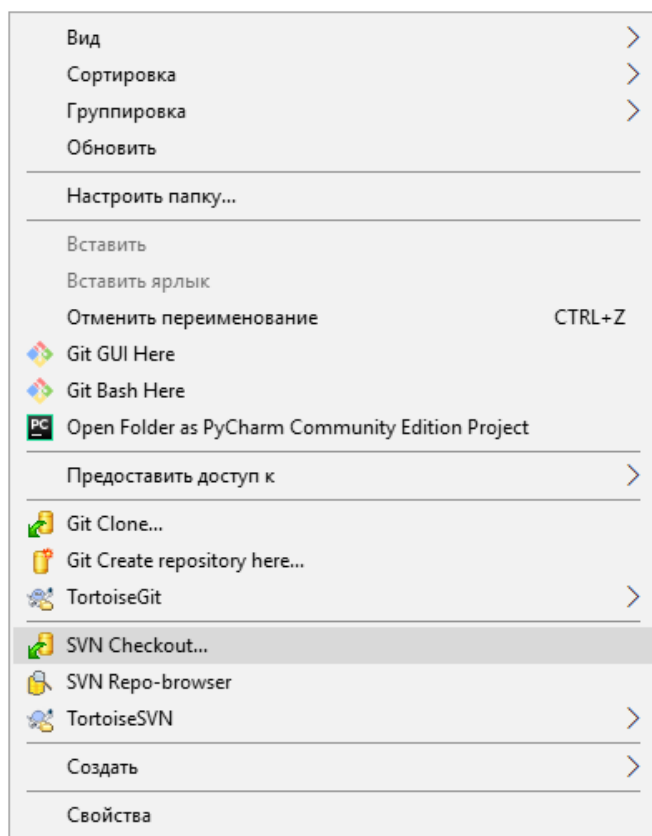 Вид
Сортировка
Группировка
Обновить
Настроить папку...
Вставить
Вставить ярлык
Отменить переименование CTRL+Z
Git GUI Here
Git Bash Here
PC Open Folder as PyCharm Community Edition Project
Предоставить доступ к
Git Clone...
Git Create repository here...
TortoiseGit
SVN Checkout...
SVN Repo-browser
TortoiseSVN
Создать
Свойства